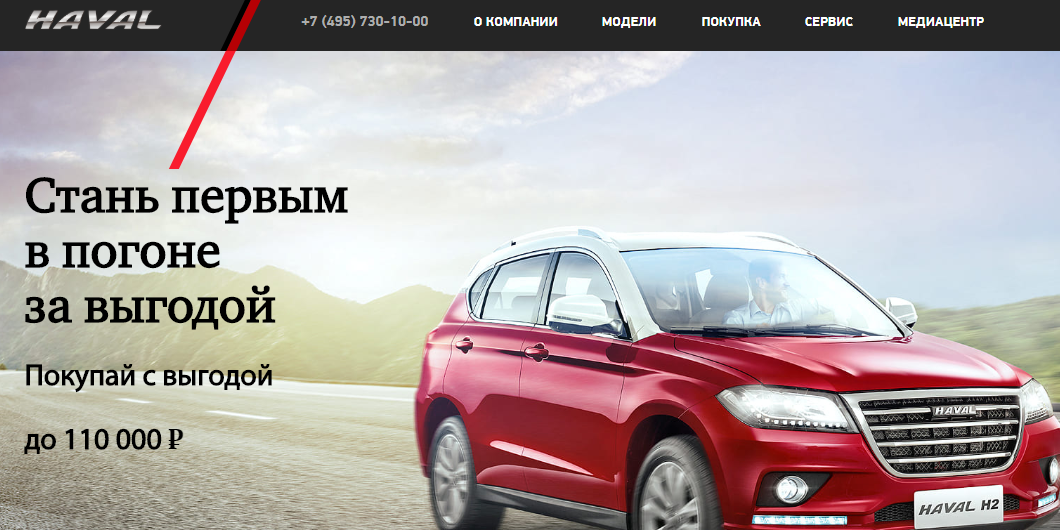 HAVAL
+7 (495) 730-10-00
О КОМПАНИИ
МОДЕЛИ
ПОКУПКА
СЕРВИС
МЕДИАЦЕНТР
Стань первым
в погоне
за выгодой
Покупай с выгодой
до 110 000 ₽
HAVAL
HAVAL H2